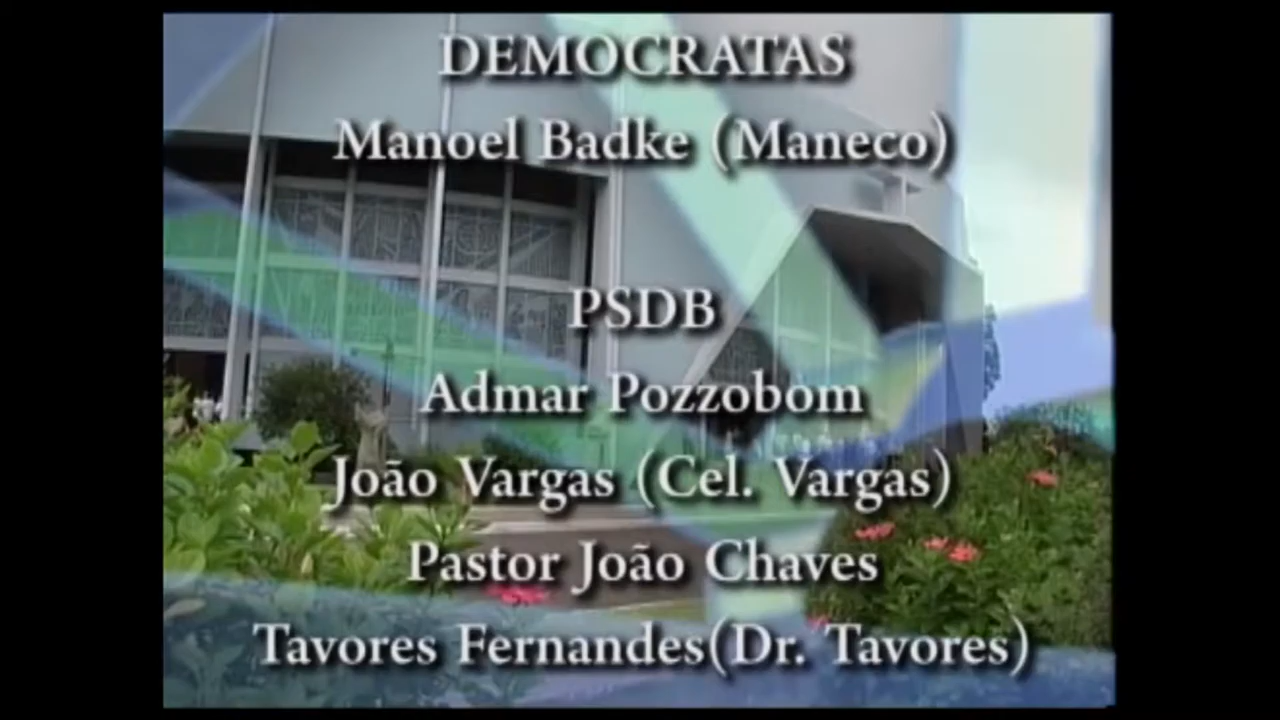 DEMOCRATAS
Manoel Badke (Maneco)
PSDB
Admar Pozzobom
João Vargas (Cel. Vargas)
Pastor João Chaves
Tavores Fernandes(Dr. Tavores)